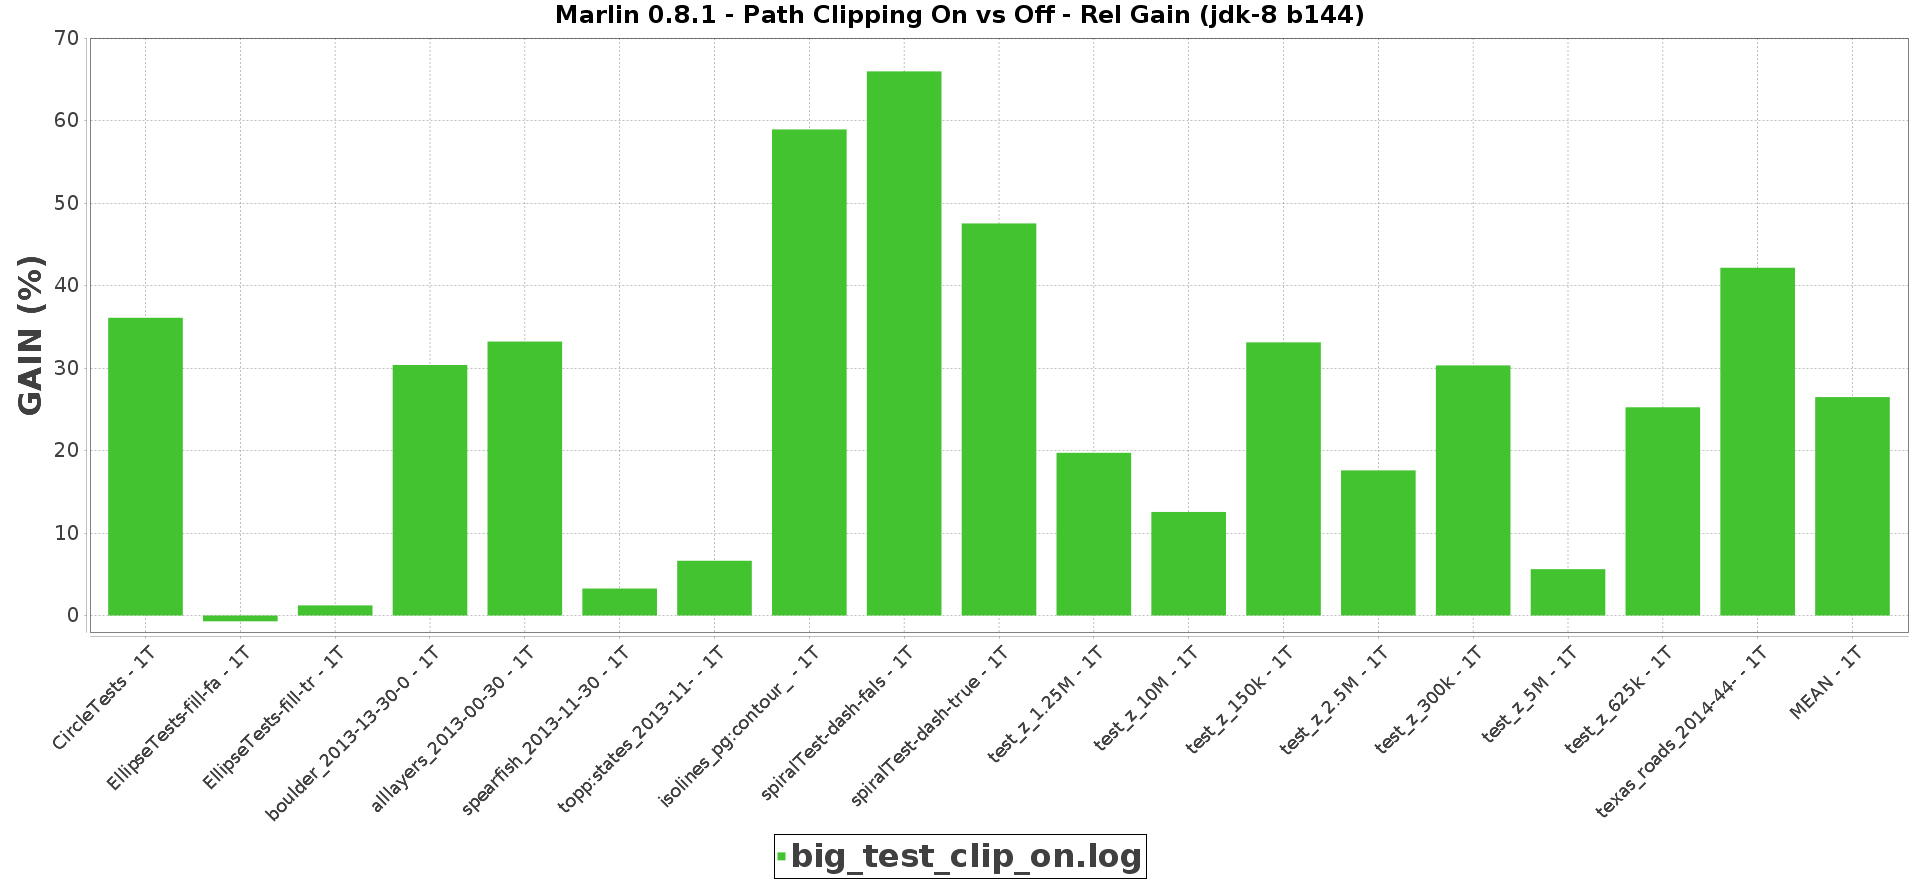 Marlin 0.8.1 - Path Clipping On vs Off - Rel Gain (jdk-8 b144)
GAIN (%)
70
60
50
40
30
20
10
0
CircleTests - 1T
EllipseTests-fill-fa - 1T
EllipseTests-fill-tr - 1T
boulder_2013-13-30-0 - 1T
alllayers_2013-00-30 - 1T
spearfish_2013-11-30 - 1T
topp:states_2013-11- - 1T
isolines_pg:contour_ - 1T
spiralTest-dash-fals - 1T
spiralTest-dash-true - 1T
test_z_1.25M - 1T
test_z_10M - 1T
test_z_150k - 1T
test_z_2.5M - 1T
test_z_300k - 1T
test_z_5M - 1T
test_z_625k - 1T
texas_roads_2014-44- - 1T
MEAN - 1T
big_test_clip_on.log